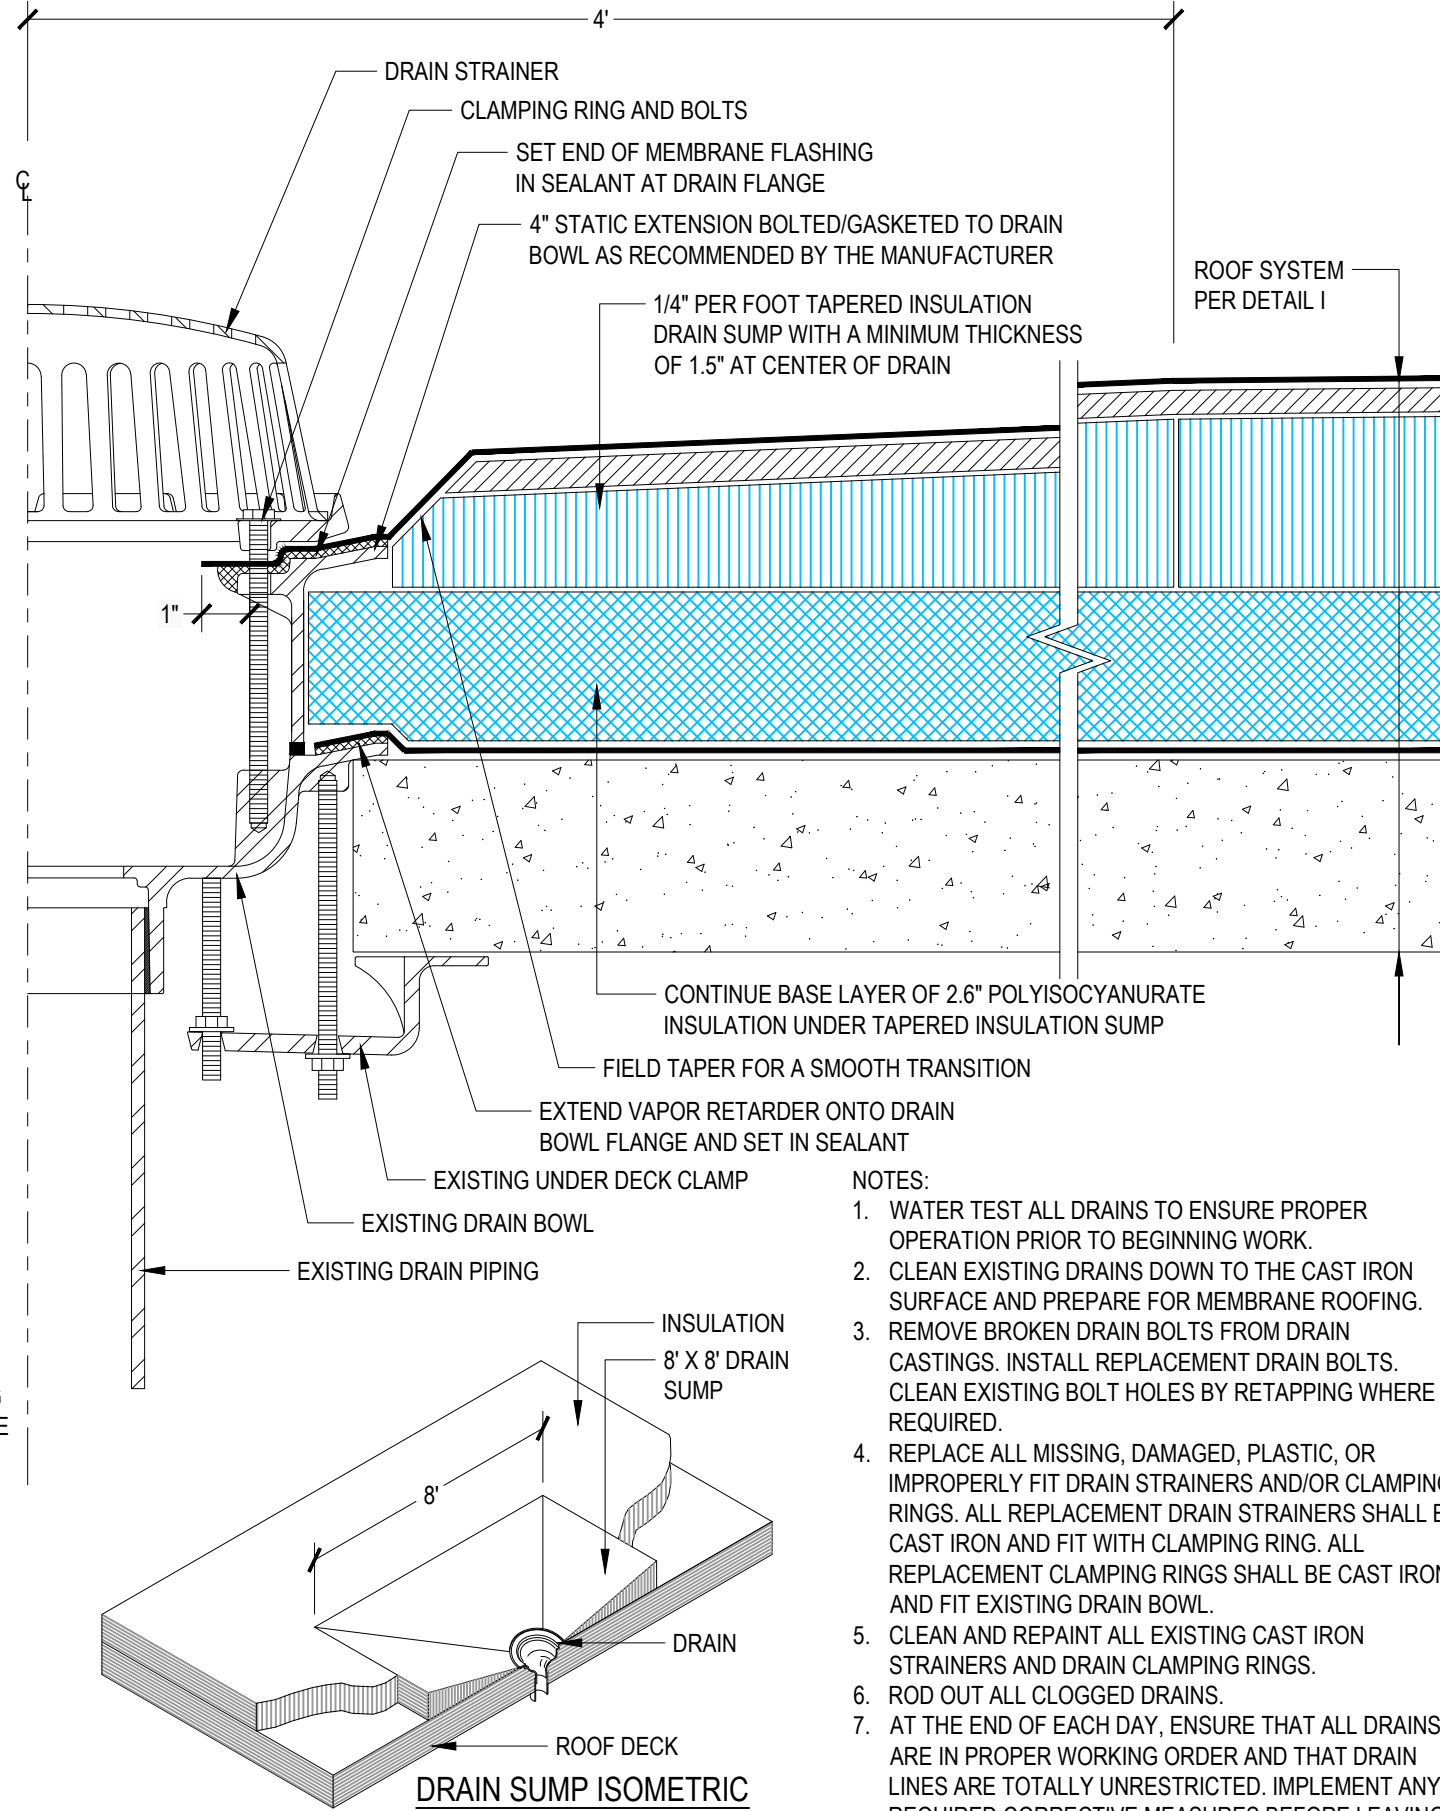 4'
DRAIN STRAINER
CLAMPING RING AND BOLTS
SET END OF MEMBRANE FLASHING
IN SEALANT AT DRAIN FLANGE
4" STATIC EXTENSION BOLTED/GASKETED TO DRAIN
BOWL AS RECOMMENDED BY THE MANUFACTURER
ROOF SYSTEM
PER DETAIL I
1/4" PER FOOT TAPERED INSULATION
DRAIN SUMP WITH A MINIMUM THICKNESS
OF 1.5" AT CENTER OF DRAIN
1"
CONTINUE BASE LAYER OF 2.6" POLYISOCYANURATE
INSULATION UNDER TAPERED INSULATION SUMP
FIELD TAPER FOR A SMOOTH TRANSITION
EXTEND VAPOR RETARDER ONTO DRAIN
BOWL FLANGE AND SET IN SEALANT
EXISTING UNDER DECK CLAMP
EXISTING DRAIN BOWL
EXISTING DRAIN PIPING
INSULATION
8' X 8' DRAIN
SUMP
8'
DRAIN
ROOF DECK
DRAIN SUMP ISOMETRIC
NOTES:
1. WATER TEST ALL DRAINS TO ENSURE PROPER
OPERATION PRIOR TO BEGINNING WORK.
2. CLEAN EXISTING DRAINS DOWN TO THE CAST IRON
SURFACE AND PREPARE FOR MEMBRANE ROOFING.
3. REMOVE BROKEN DRAIN BOLTS FROM DRAIN
CASTINGS. INSTALL REPLACEMENT DRAIN BOLTS.
CLEAN EXISTING BOLT HOLES BY RETAPPING WHERE
REQUIRED.
4. REPLACE ALL MISSING, DAMAGED, PLASTIC, OR
IMPROPERLY FIT DRAIN STRAINERS AND/OR CLAMPING
RINGS. ALL REPLACEMENT DRAIN STRAINERS SHALL BE
CAST IRON AND FIT WITH CLAMPING RING. ALL
REPLACEMENT CLAMPING RINGS SHALL BE CAST IRON
AND FIT EXISTING DRAIN BOWL.
5. CLEAN AND REPAINT ALL EXISTING CAST IRON
STRAINERS AND DRAIN CLAMPING RINGS.
6. ROD OUT ALL CLOGGED DRAINS.
7. AT THE END OF EACH DAY, ENSURE THAT ALL DRAINS
ARE IN PROPER WORKING ORDER AND THAT DRAIN
LINES ARE TOTALLY UNRESTRICTED. IMPLEMENT ANY
REQUIRED CORRECTIVE MEASURES BEFORE LEAVING